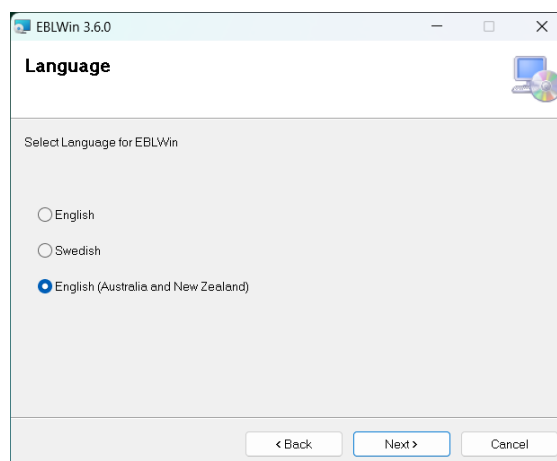 EBLWin 3.6.0
Language
Select Language for EBLWin
English
Swedish
English (Australia and New Zealand)
< Back Next > Cancel